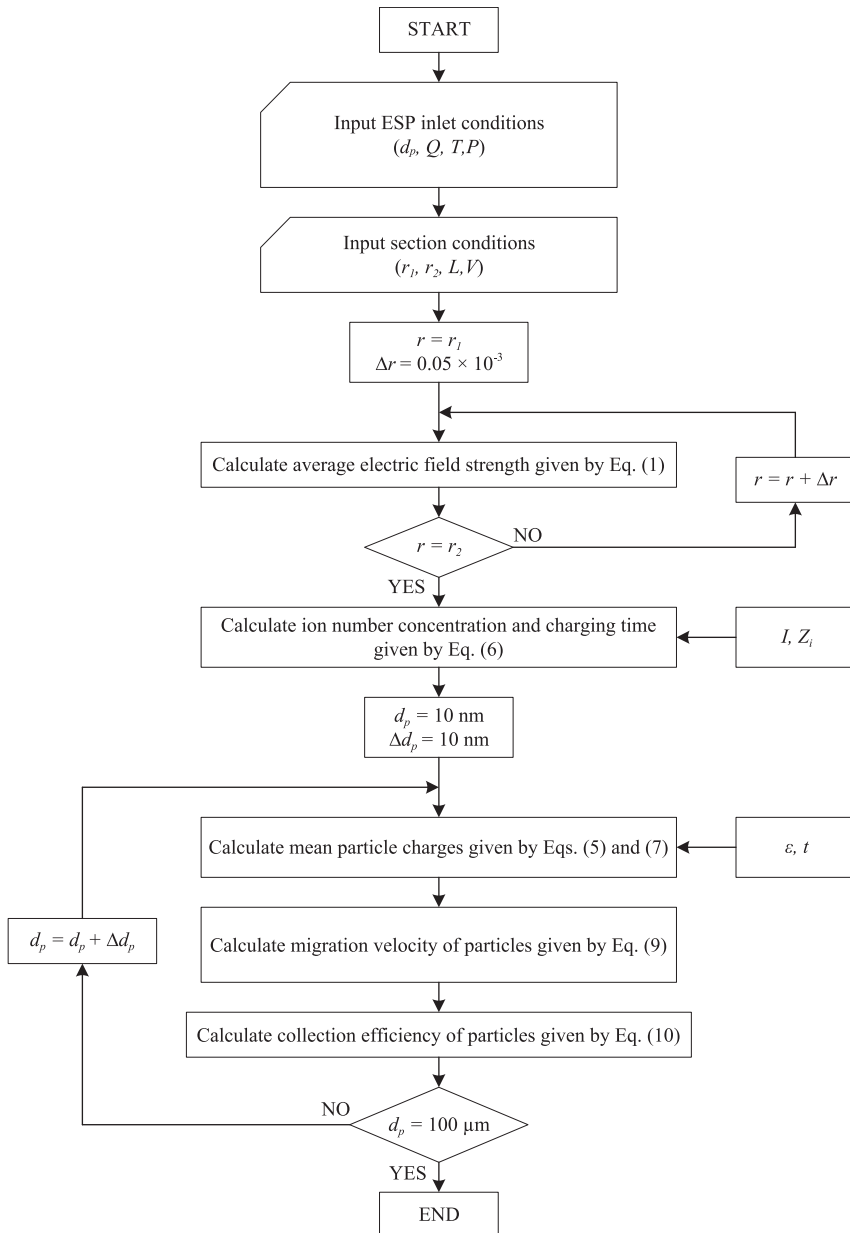 START
Input ESP inlet conditions
(dₚ, Q, T,P)
Input section conditions
(r₁, r₂, L,V)
r = r₁
Δr = 0.05 × 10⁻³
Calculate average electric field strength given by Eq. (1)
r = r + Δr
r = r₂
NO
YES
Calculate ion number concentration and charging time
given by Eq. (6)
I, Zᵢ
dₚ = 10 nm
Δdₚ = 10 nm
Calculate mean particle charges given by Eqs. (5) and (7)
ε, t
dₚ = dₚ + Δdₚ
Calculate migration velocity of particles given by Eq. (9)
Calculate collection efficiency of particles given by Eq. (10)
NO
dₚ = 100 µm
YES
END